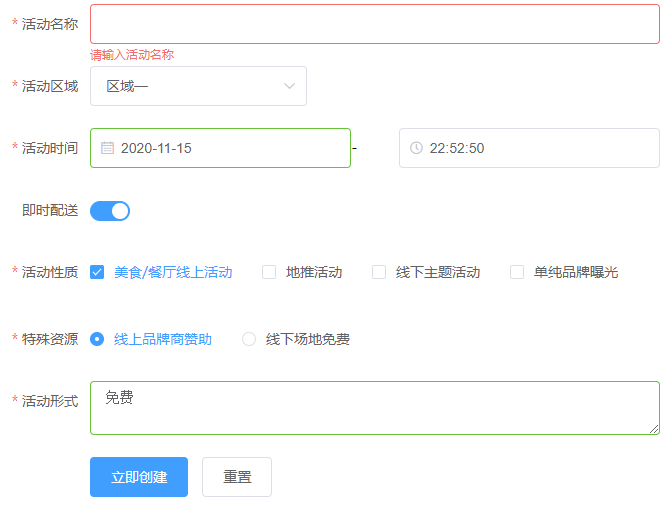 * 活动名称
请输入活动名称
* 活动区域 区域一
* 活动时间 2020-11-15 - 22:52:50
即时配送
* 活动性质 美食/餐厅线上活动 地推活动 线下主题活动 单纯品牌曝光
* 特殊资源 线上品牌商赞助 线下场地免费
* 活动形式 免费
立即创建 重置